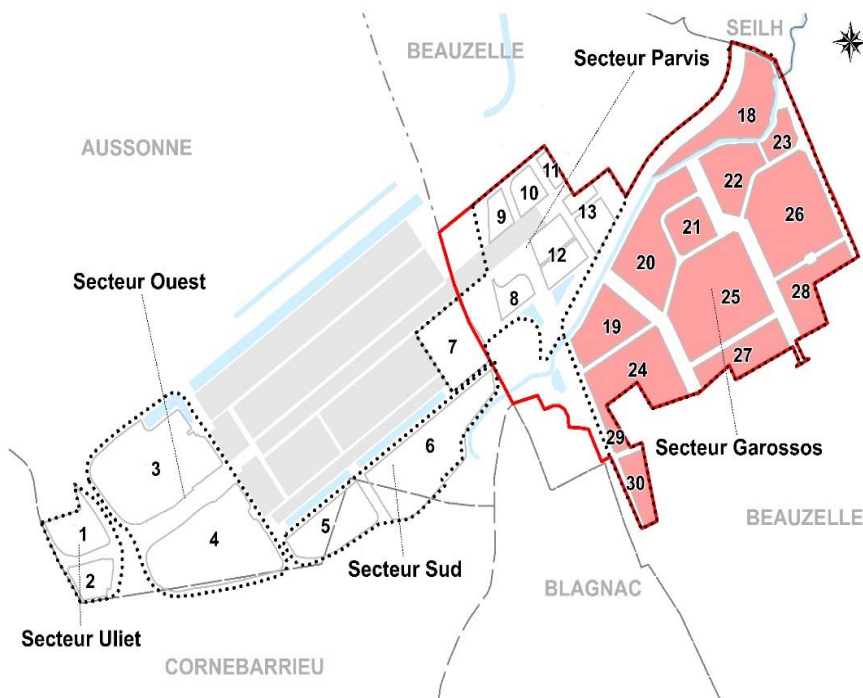 SEILH
BEAUZELLE
Secteur Parvis
AUSSONNE
18
23
11
10
22
9
13
26
21
12
20
Secteur Ouest
8
25
28
19
7
27
24
6
29
3
Secteur Garossos
30
1
5
4
BEAUZELLE
Secteur Sud
2
BLAGNAC
Secteur Uliet
CORNEBARRIEU